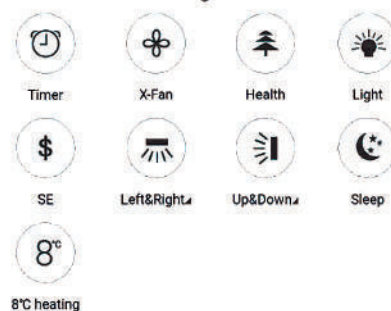 Timer X-Fan Health Light
$
SE Left&Right Up&Down Sleep
8°C
8°C heating